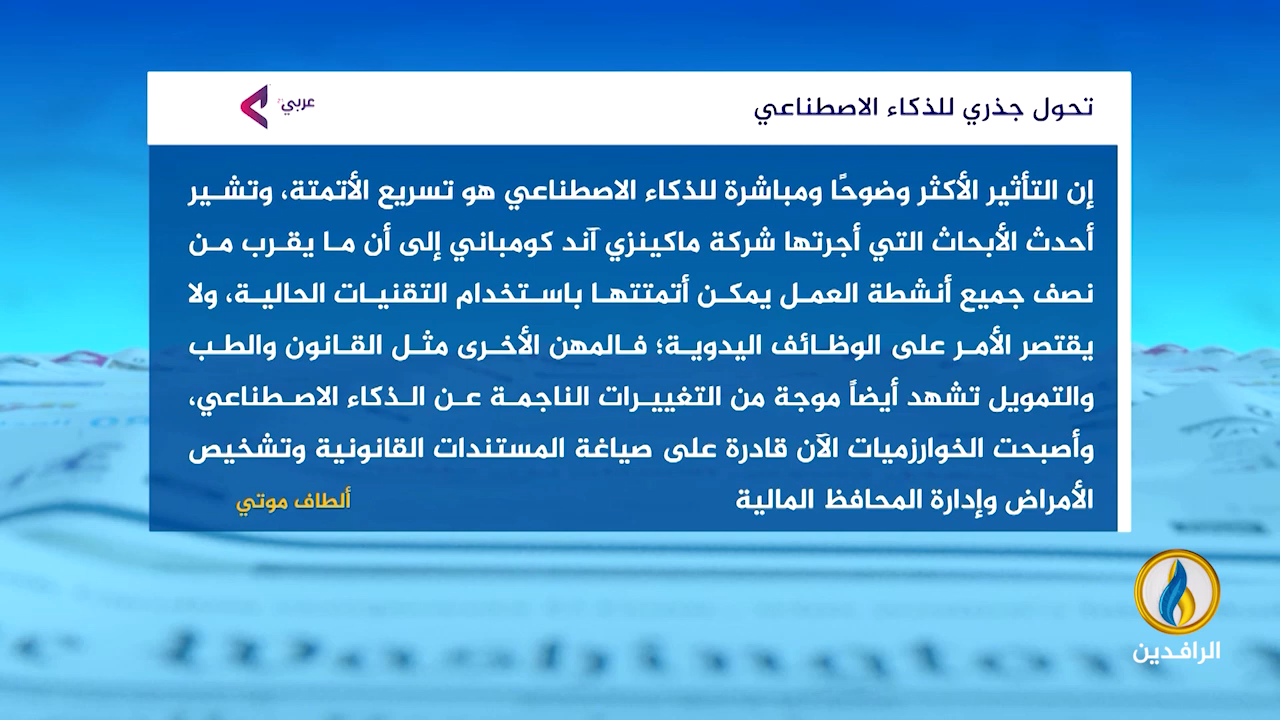 تحول جذري للذكاء الاصطناعي
عربي21
إن التأثير الأكثر وضوحًا ومباشرة للذكاء الاصطناعي هو تسريع الأتمتة، وتشير
أحدث الأبحاث التي أجرتها شركة ماكينزي آند كومباني إلى أن ما يقرب من
نصف جميع أنشطة العمل يمكن أتمتتها باستخدام التقنيات الحالية، ولا
يقتصر الأمر على الوظائف اليدوية؛ فالمهن الأخرى مثل القانون والطب
والتمويل تشهد أيضاً موجة من التغييرات الناجمة عن الذكاء الاصطناعي،
وأصبحت الخوارزميات الآن قادرة على صياغة المستندات القانونية وتشخيص
الأمراض وإدارة المحافظ المالية
ألطاف موتي
الرافدين